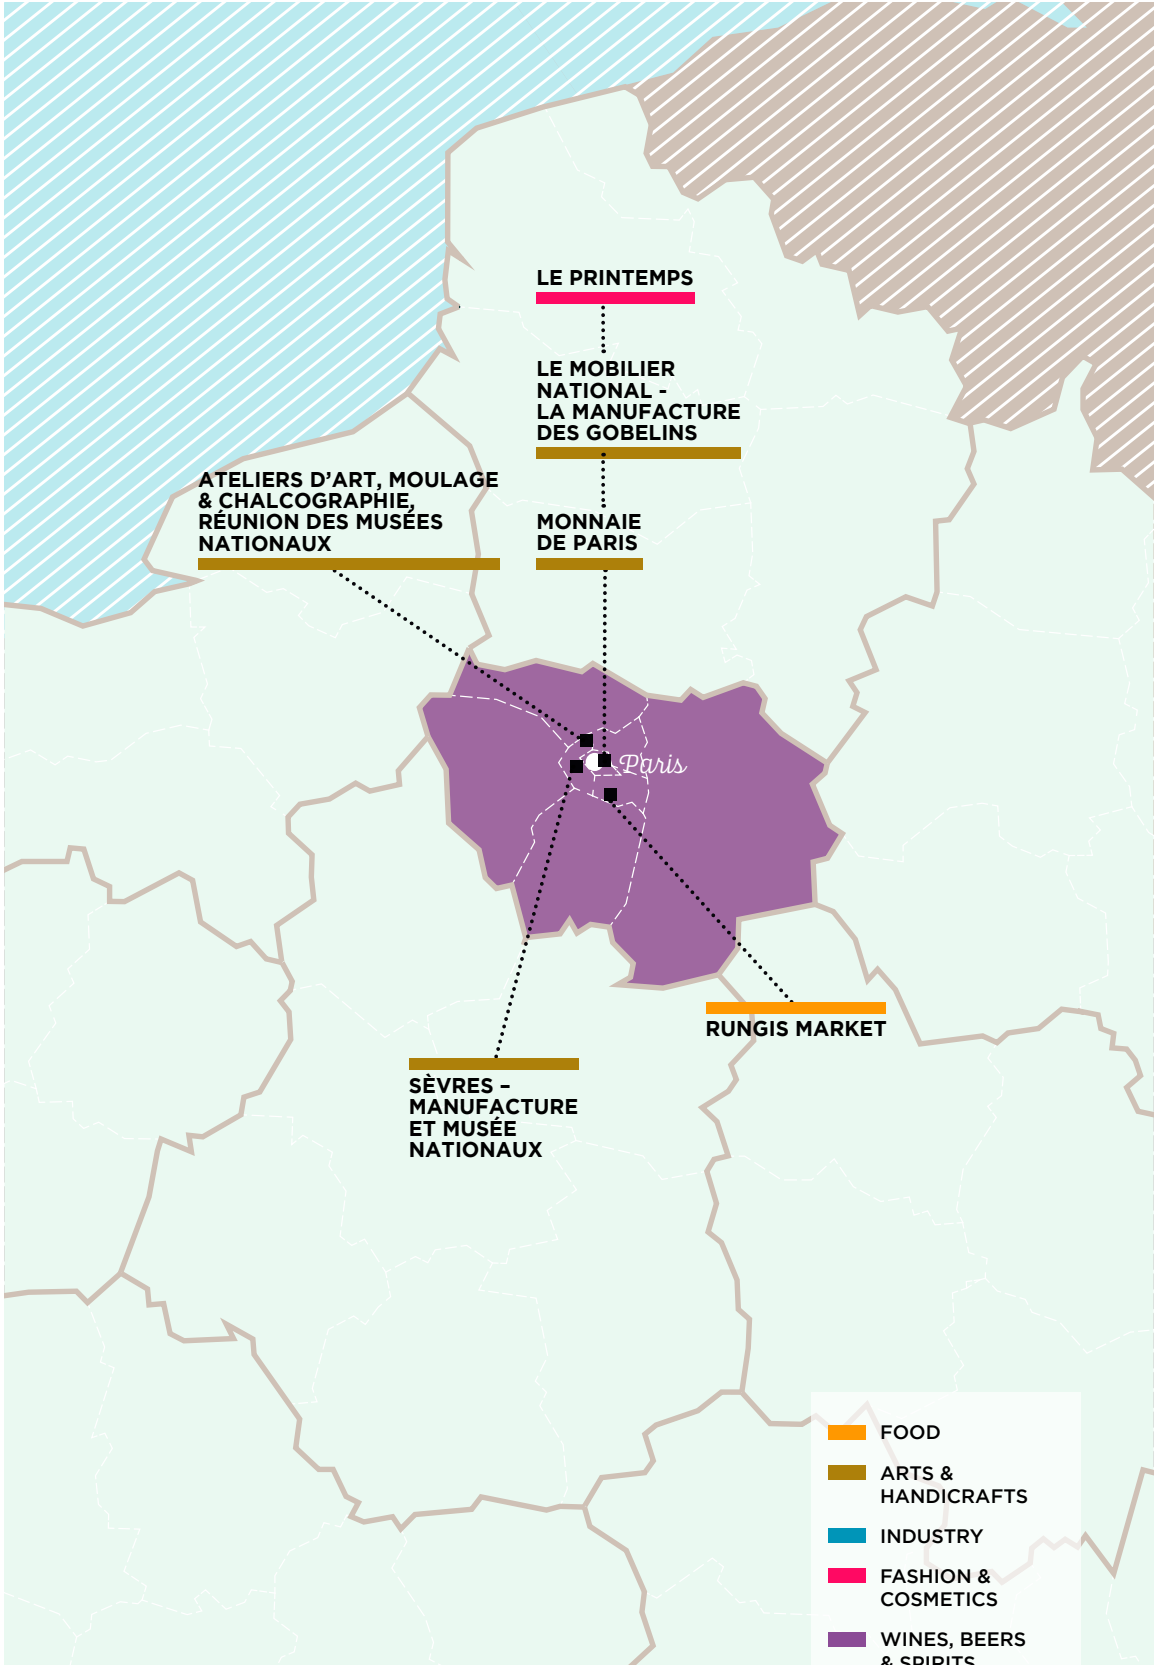 LE PRINTEMPS
LE MOBILIER
NATIONAL -
LA MANUFACTURE
DES GOBELINS
ATELIERS D'ART, MOULAGE
& CHALCOGRAPHIE,
RÉUNION DES MUSÉES
NATIONAUX
MONNAIE
DE PARIS
Paris
RUNGIS MARKET
SÈVRES –
MANUFACTURE
ET MUSÉE
NATIONAUX
FOOD
ARTS &
HANDICRAFTS
INDUSTRY
FASHION &
COSMETICS
WINES, BEERS
& SPIRITS